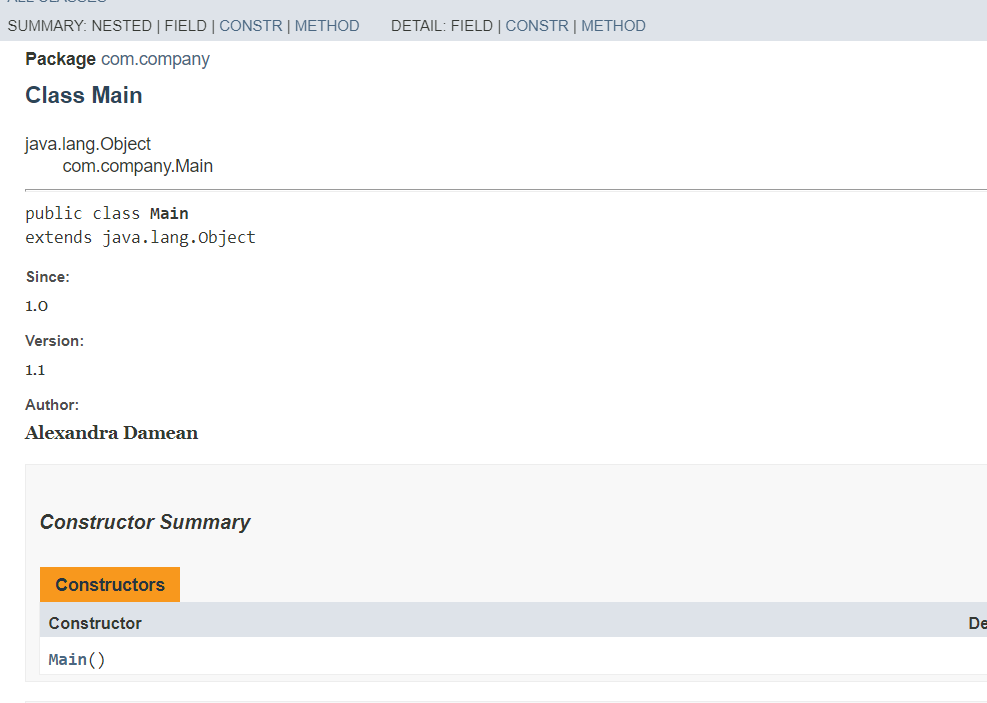 ALL CLASSES
SUMMARY: NESTED | FIELD | CONSTR | METHOD DETAIL: FIELD | CONSTR | METHOD
Package com.company
Class Main
java.lang.Object
com.company.Main
public class Main
extends java.lang.Object
Since:
1.0
Version:
1.1
Author:
Alexandra Damean
Constructor Summary
Constructors
Constructor De
Main()